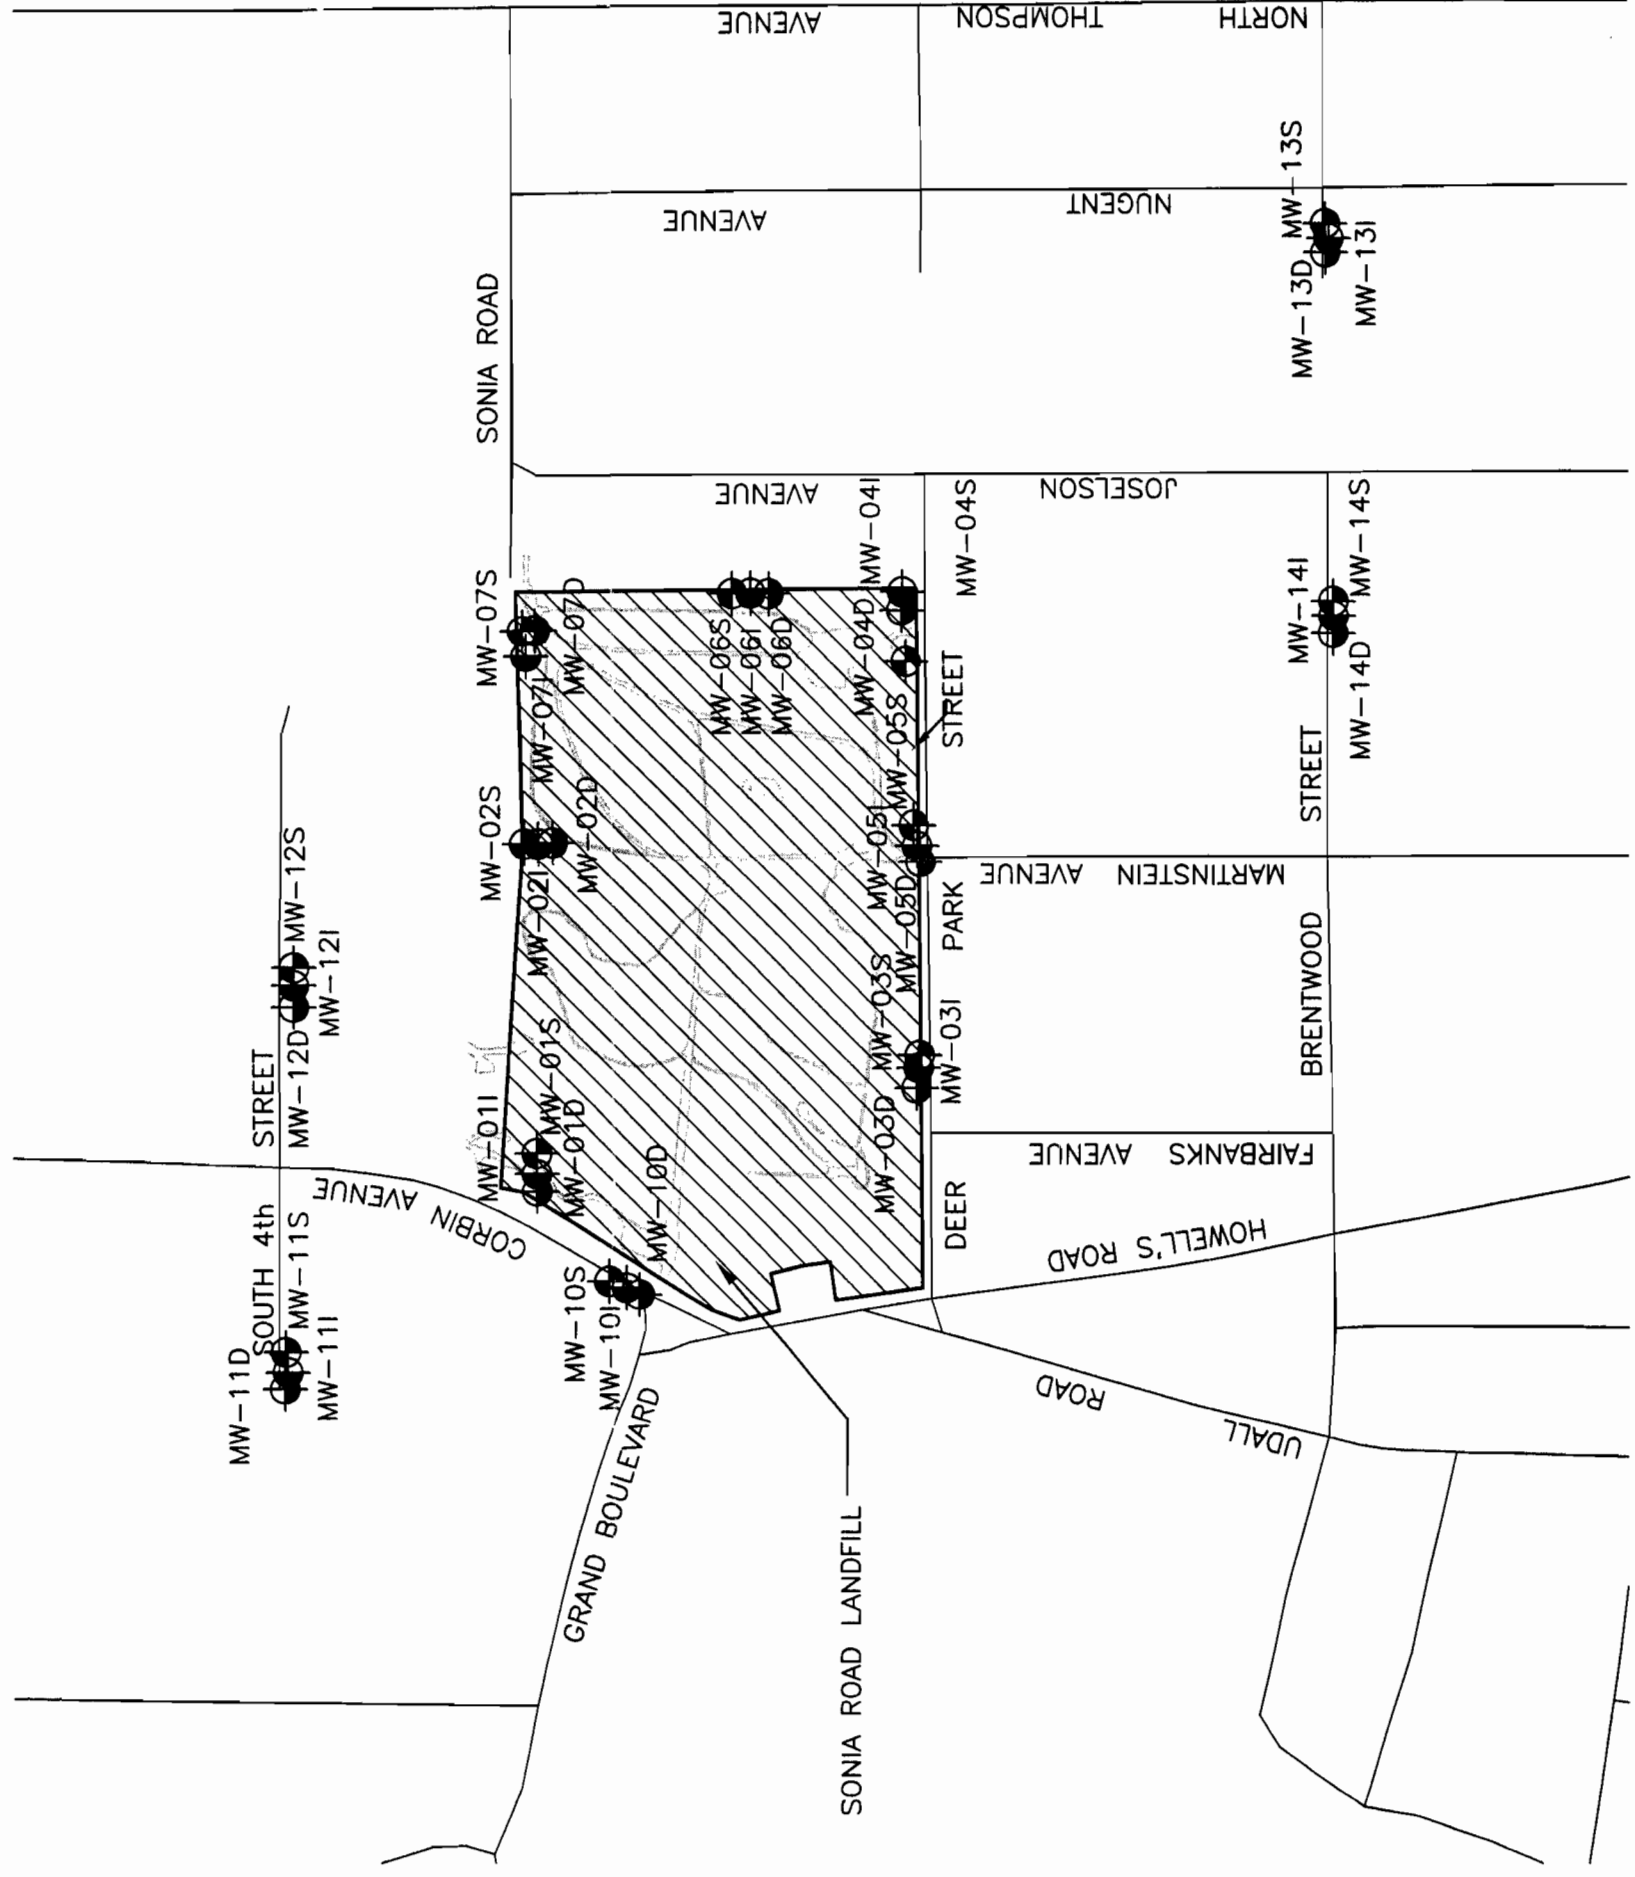 AVENUE
THOMPSON
NORTH
AVENUE
NUGENT
MW-13S
MW-13D
MW-13I
SONIA ROAD
AVENUE
JOSELSON
MW-04I
MW-04S
MW-04D
MW-14I
MW-14S
MW-14D
MW-07S
MW-07D
MW-07I
MW-06S
MW-06I
MW-06D
MW-05S
MW-05I
MW-05D
MW-02S
MW-02D
MW-02I
DEER PARK STREET
BRENTWOOD STREET
MARTINSTEIN AVENUE
MW-12S
MW-12I
MW-12D
SOUTH 4th STREET
MW-01I
MW-01S
MW-01D
MW-03S
MW-03I
MW-03D
FAIRBANKS AVENUE
CORBIN AVENUE
MW-11S
MW-11D
MW-11I
MW-10S
MW-10I
MW-10D
HOWELL'S ROAD
UDALL ROAD
GRAND BOULEVARD
SONIA ROAD LANDFILL